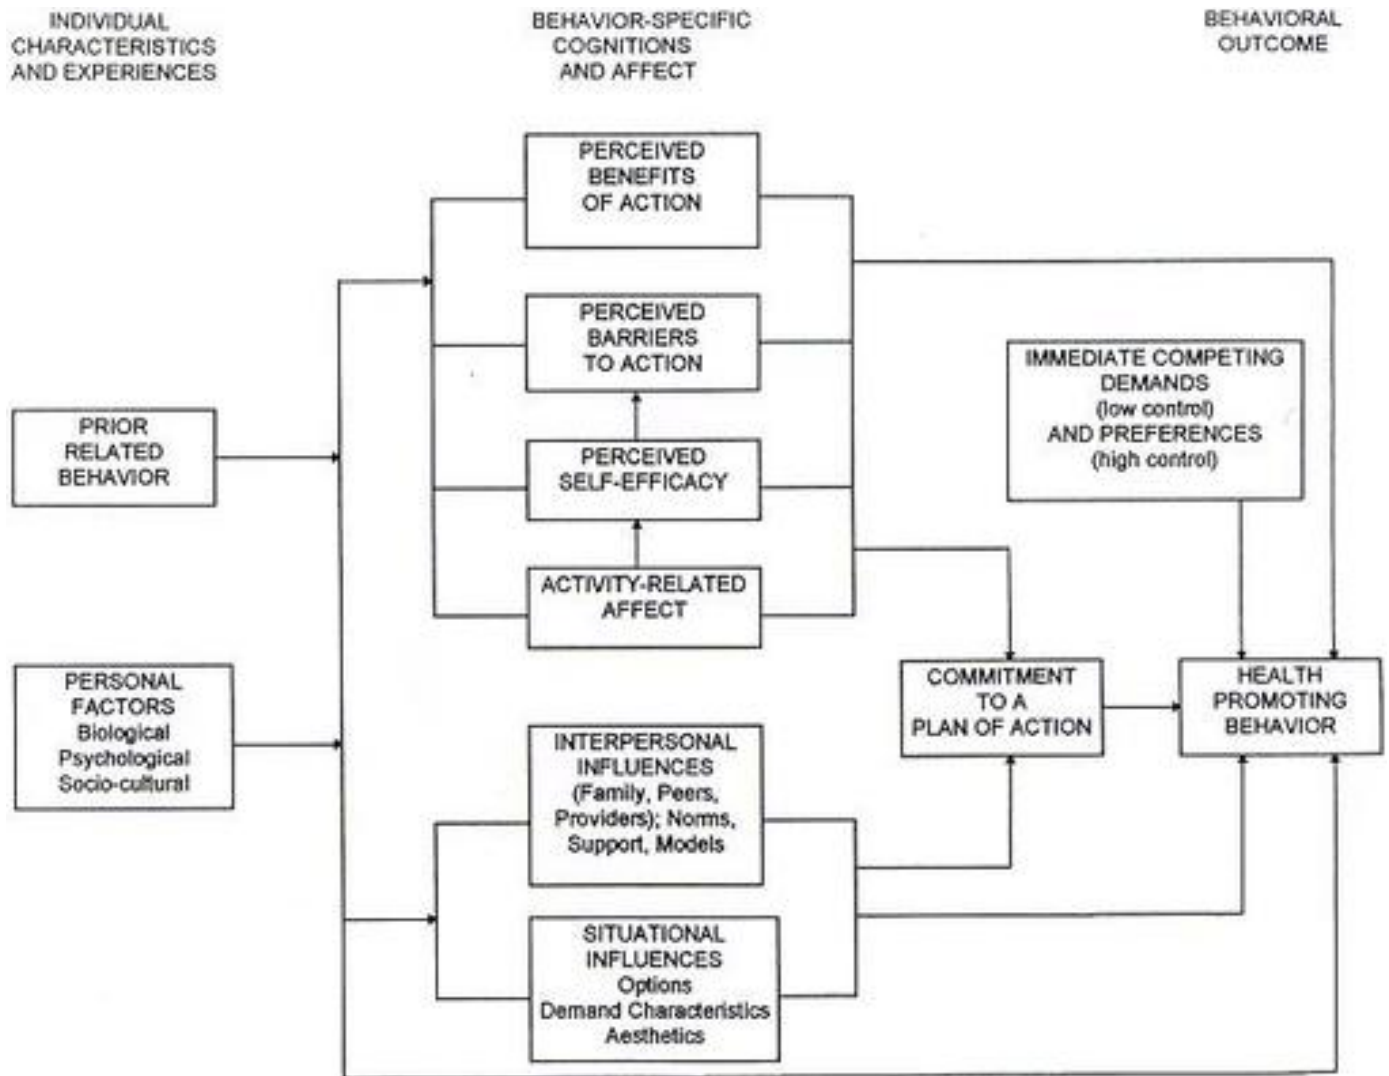 INDIVIDUAL
CHARACTERISTICS
AND EXPERIENCES
BEHAVIOR-SPECIFIC
COGNITIONS
AND AFFECT
BEHAVIORAL
OUTCOME
PERCEIVED
BENEFITS
OF ACTION
PERCEIVED
BARRIERS
TO ACTION
IMMEDIATE COMPETING
DEMANDS
(low control)
AND PREFERENCES
(high control)
PRIOR
RELATED
BEHAVIOR
PERCEIVED
SELF-EFFICACY
ACTIVITY-RELATED
AFFECT
PERSONAL
FACTORS
Biological
Psychological
Socio-cultural
COMMITMENT
TO A
PLAN OF ACTION
HEALTH
PROMOTING
BEHAVIOR
INTERPERSONAL
INFLUENCES
(Family, Peers,
Providers); Norms,
Support, Models
SITUATIONAL
INFLUENCES
Options
Demand Characteristics
Aesthetics